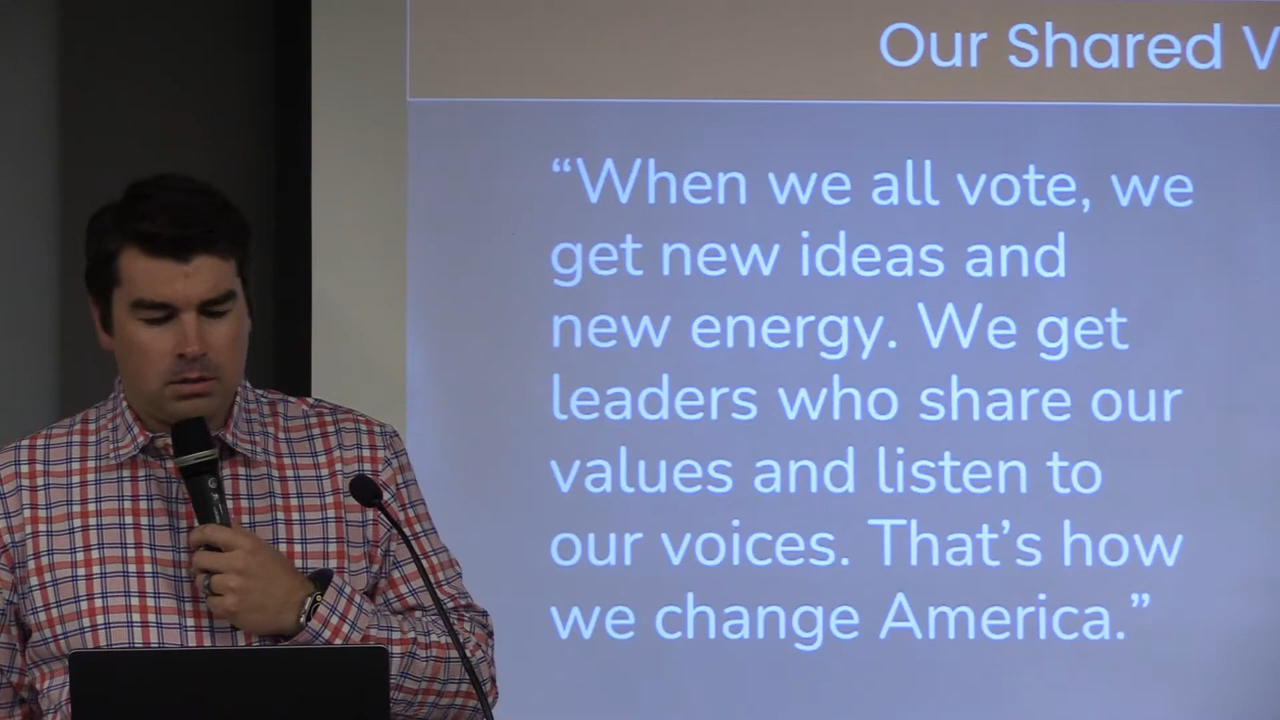 Our Shared V
“When we all vote, we
get new ideas and
new energy. We get
leaders who share our
values and listen to
our voices. That’s how
we change America.”